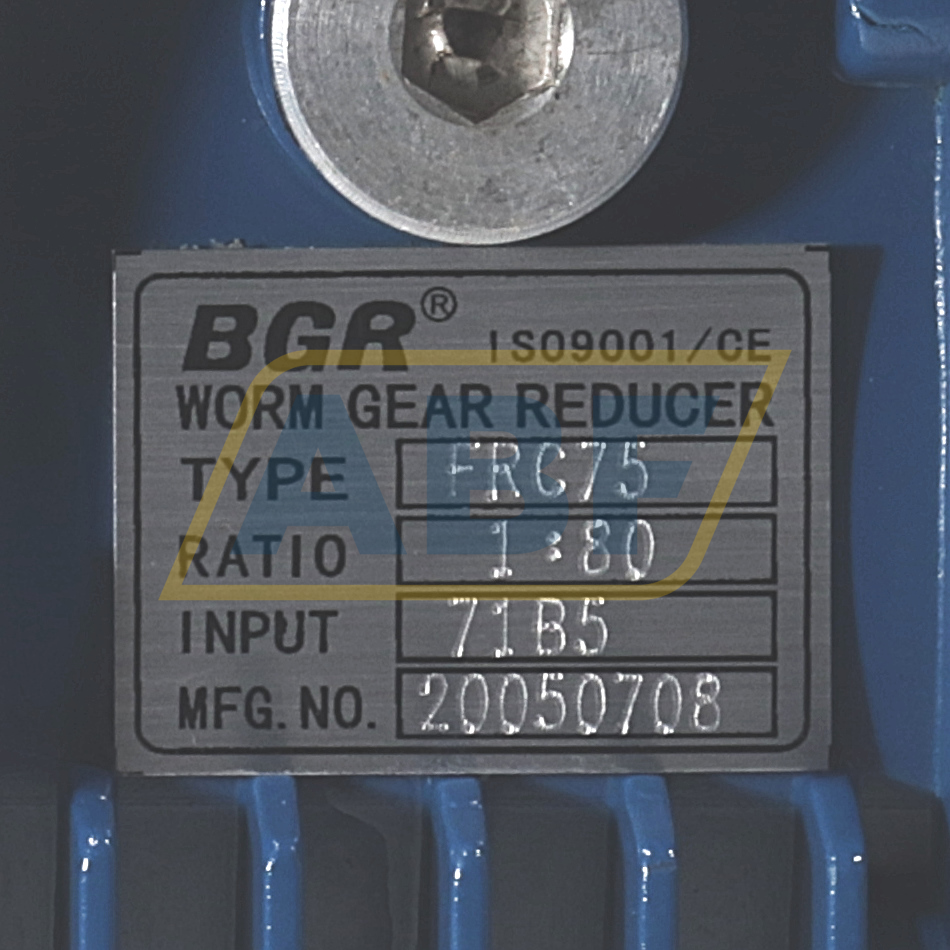 BGR®
ISO9001/CE
WORM GEAR REDUCER
TYPE FRC75
RATIO 1:80
INPUT 71B5
MFG. NO. 20050708
ABF